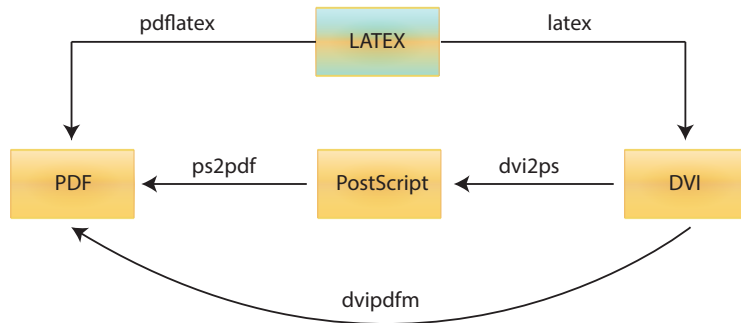 pdflatex
LATEX
latex
PDF
ps2pdf
PostScript
dvi2ps
DVI
dvipdfm